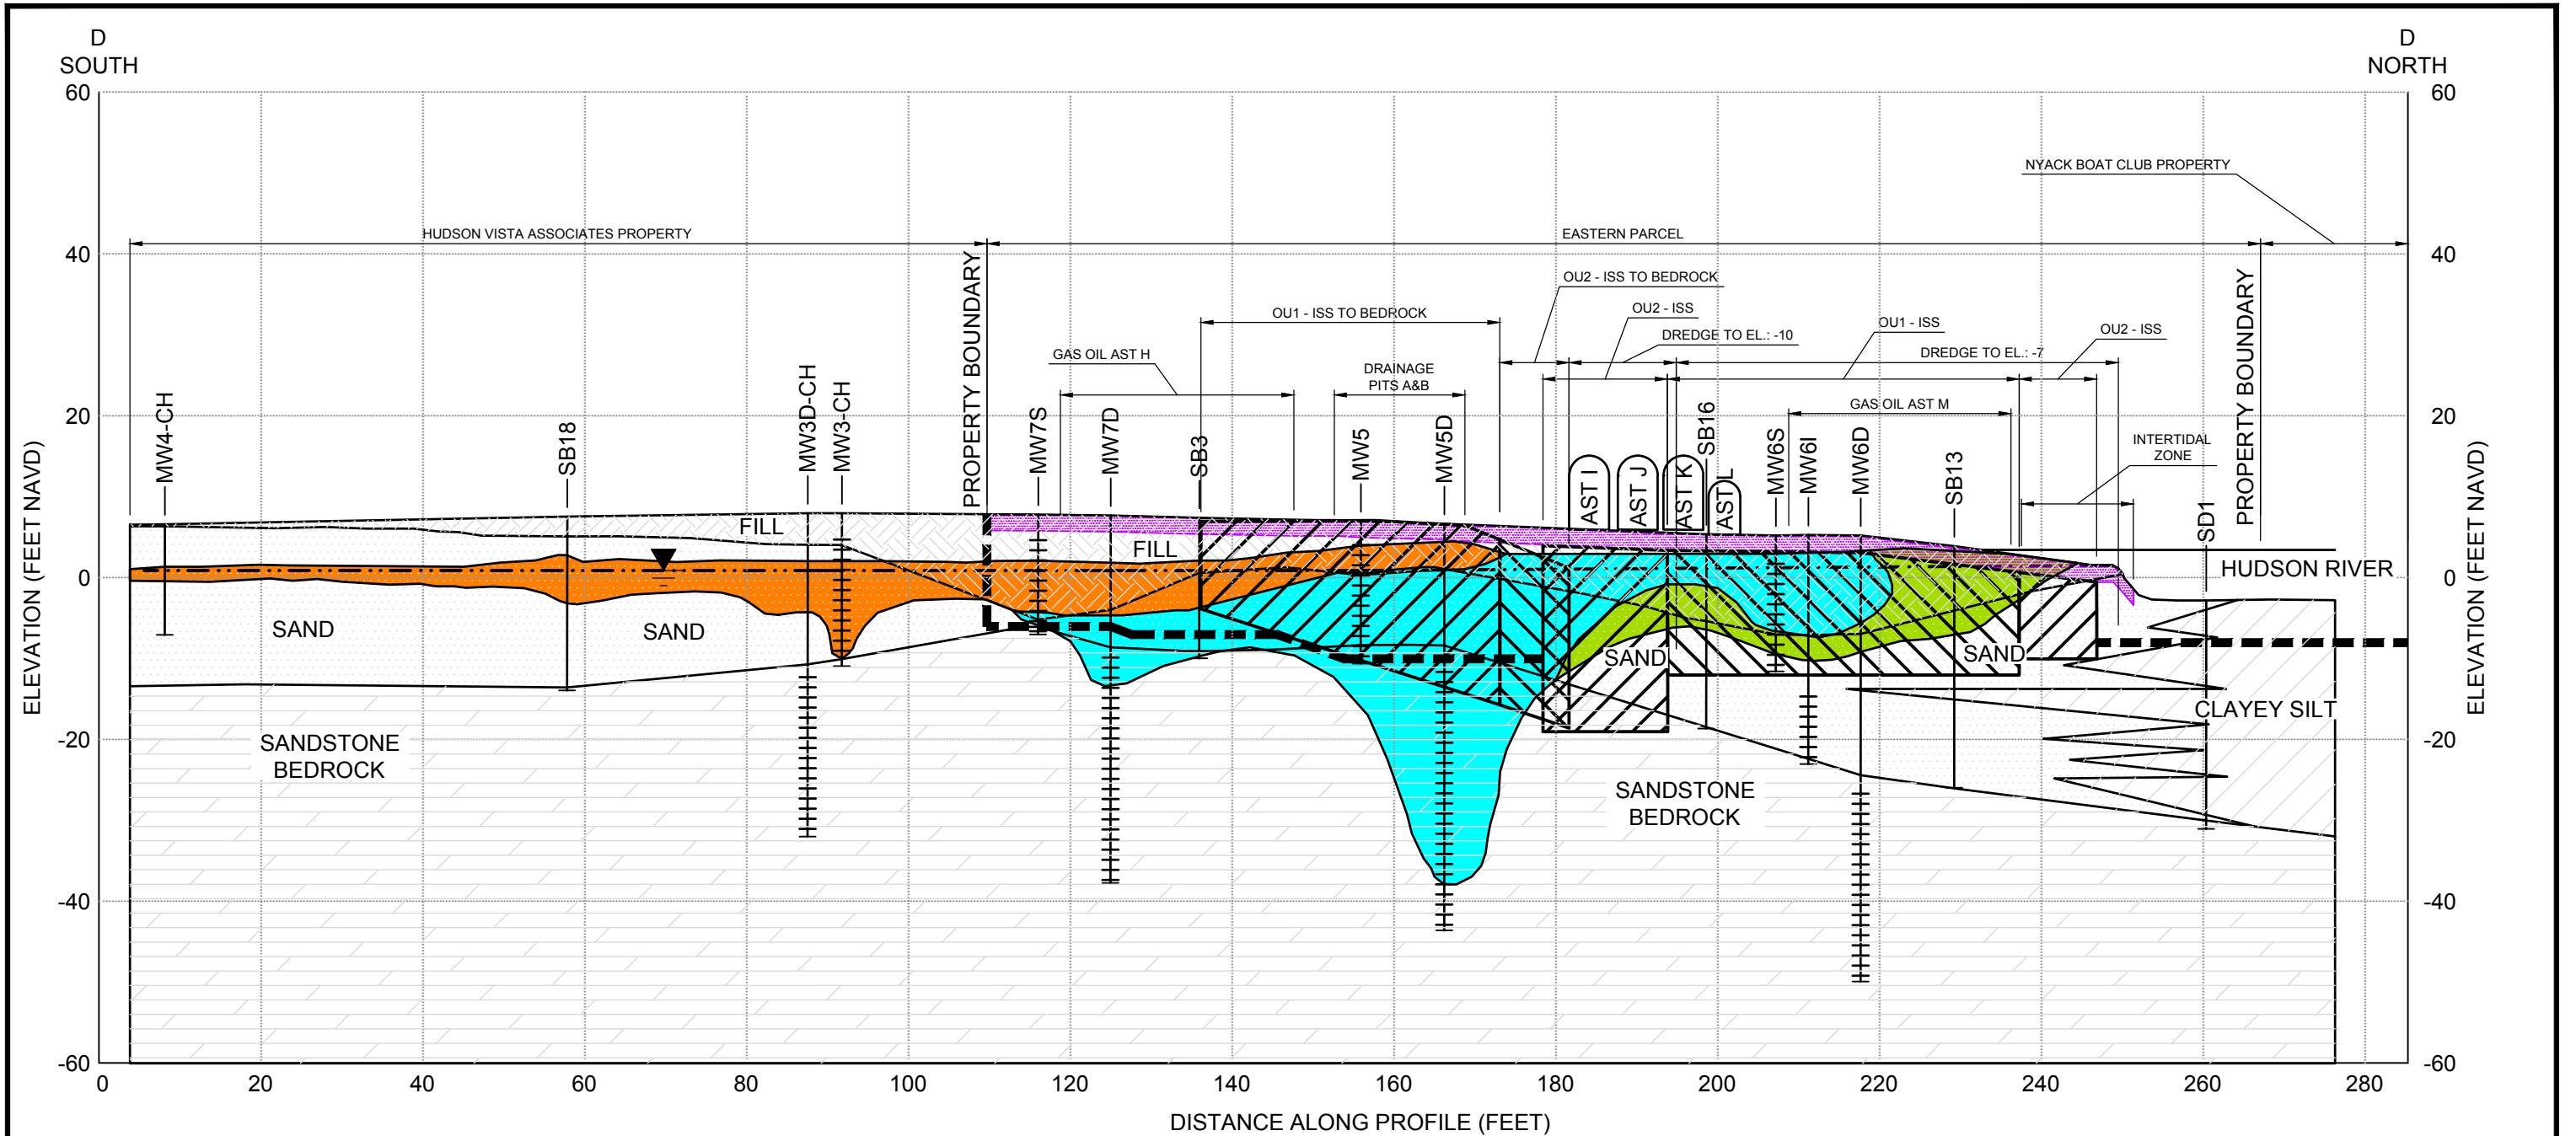 D
SOUTH
D
NORTH
60
60
NYACK BOAT CLUB PROPERTY
HUDSON VISTA ASSOCIATES PROPERTY
EASTERN PARCEL
40
40
PROPERTY BOUNDARY
PROPERTY BOUNDARY
OU2 - ISS TO BEDROCK
OU2 - ISS
OU1 - ISS TO BEDROCK
DREDGE TO EL.: -10
OU1 - ISS
DREDGE TO EL.: -7
OU2 - ISS
GAS OIL AST H
DRAINAGE
PITS A&B
GAS OIL AST M
INTERTIDAL
ZONE
20
20
MW4-CH
SB18
MW3D-CH
MW3-CH
MW7S
MW7D
SB3
MW5
MW5D
AST I
AST J
AST K
AST L
SB16
MW6S
MW6I
MW6D
SB13
SD1
ELEVATION (FEET NAVD)
ELEVATION (FEET NAVD)
FILL
FILL
0
0
HUDSON RIVER
SAND
SAND
SAND
SAND
CLAYEY SILT
-20
-20
SANDSTONE
BEDROCK
SANDSTONE
BEDROCK
-40
-40
-60
-60
0
20
40
60
80
100
120
140
160
180
200
220
240
260
280
DISTANCE ALONG PROFILE (FEET)